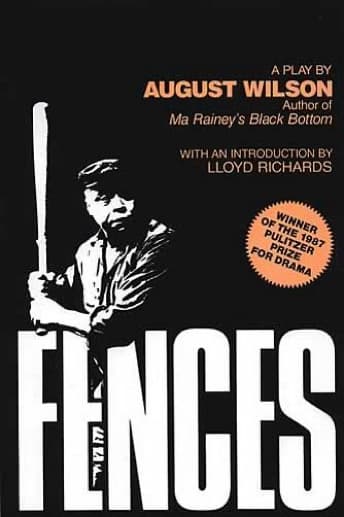 A PLAY BY
AUGUST WILSON
Author of
Ma Rainey's Black Bottom
WITH AN INTRODUCTION BY
LLOYD RICHARDS
WINNER
OF THE 1987
PULITZER
PRIZE
FOR DRAMA
FENCES